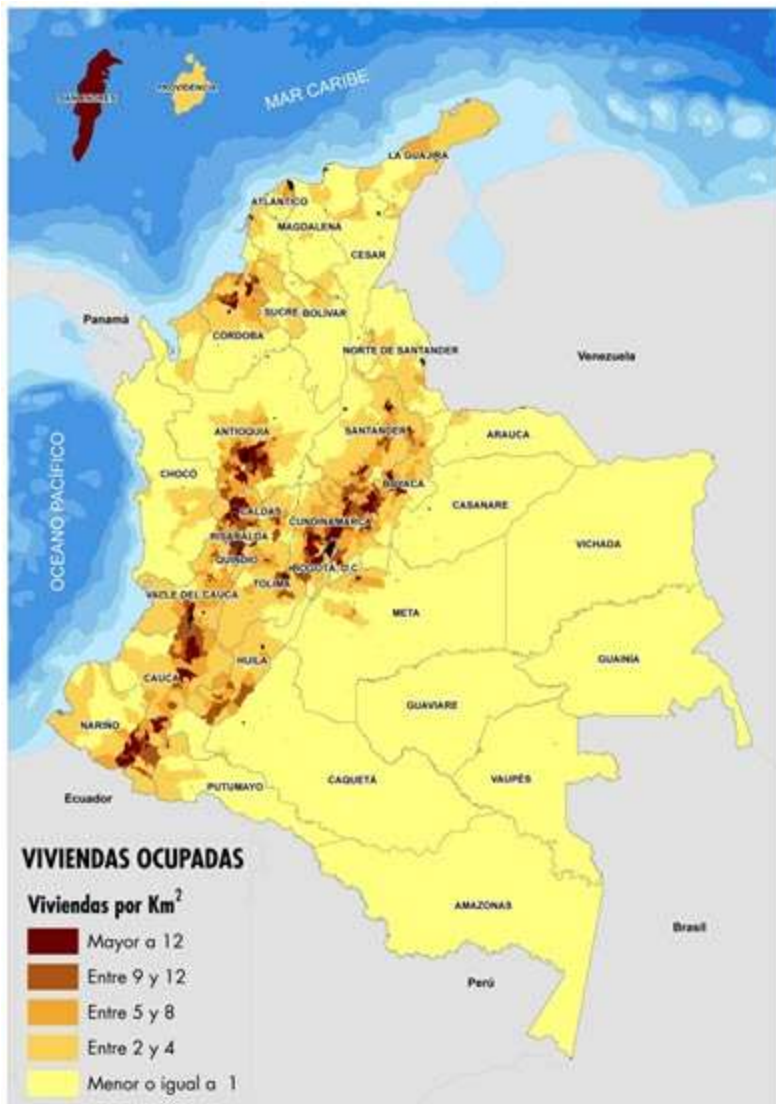 SAN ANDRES
PROVIDENCIA
MAR CARIBE
LA GUAJIRA
ATLÁNTICO
MAGDALENA
CESAR
SUCRE
BOLÍVAR
Panamá
CÓRDOBA
NORTE DE SANTANDER
Venezuela
ANTIOQUIA
SANTANDER
ARAUCA
OCEANO PACÍFICO
CHOCÓ
BOYACÁ
CALDAS
CASANARE
CUNDINAMARCA
RISARALDA
VICHADA
QUINDIO
BOGOTÁ, D.C.
TOLIMA
VALLE DEL CAUCA
META
HUILA
GUAINÍA
CAUCA
GUAVIARE
NARIÑO
CAQUETÁ
VAUPÉS
PUTUMAYO
Ecuador
VIVIENDAS OCUPADAS
Viviendas por Km²
AMAZONAS
Mayor a 12
Brasil
Entre 9 y 12
Perú
Entre 5 y 8
Entre 2 y 4
Menor o igual a 1